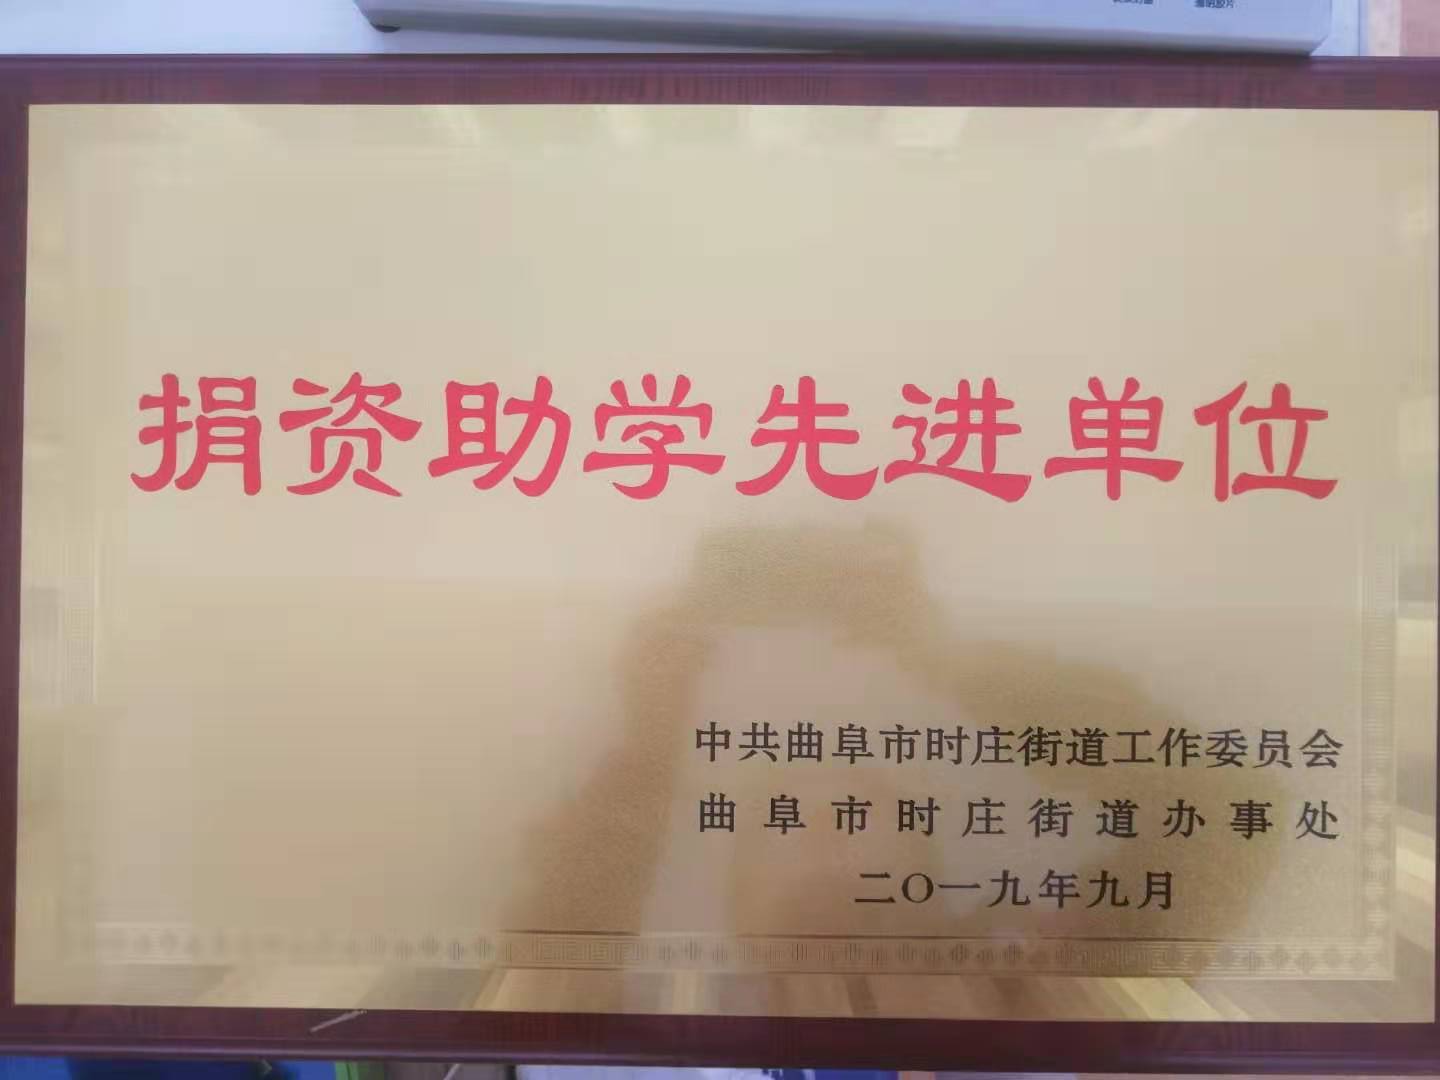 捐资助学先进单位
中共曲阜市时庄街道工作委员会
曲阜市时庄街道办事处
二〇一九年九月